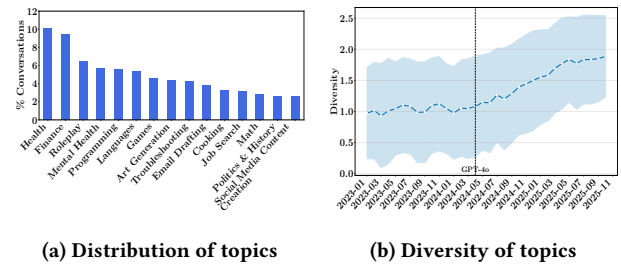 % Conversations
12
10
8
6
4
2
0
Health
Finance
Roleplay
Mental Health
Programming
Languages
Games
Art Generation
Troubleshooting
Email Drafting
Cooking
Job Search
Math
Politics & History
Social Media Content
Creation
(a) Distribution of topics
Diversity
2.5
2.0
1.5
1.0
0.5
0.0
GPT-4o
2023-01
2023-03
2023-05
2023-07
2023-09
2023-11
2024-01
2024-03
2024-05
2024-07
2024-09
2024-11
2025-01
2025-03
2025-05
2025-07
2025-09
2025-11
(b) Diversity of topics